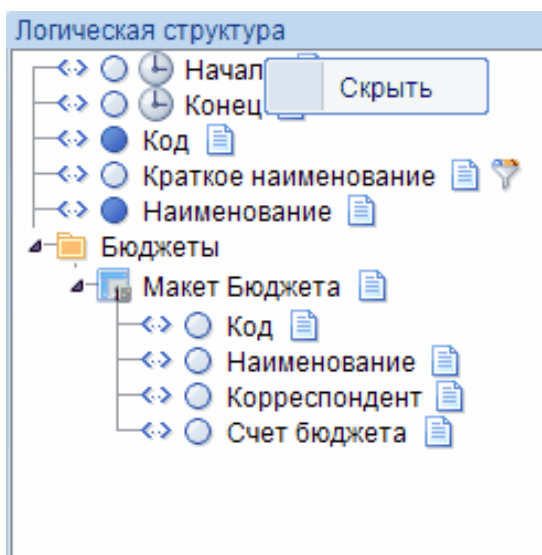 Логическая структура
Начал
Скрыть
Конец
Код
Краткое наименование
Наименование
Бюджеты
Макет Бюджета
Код
Наименование
Корреспондент
Счет бюджета